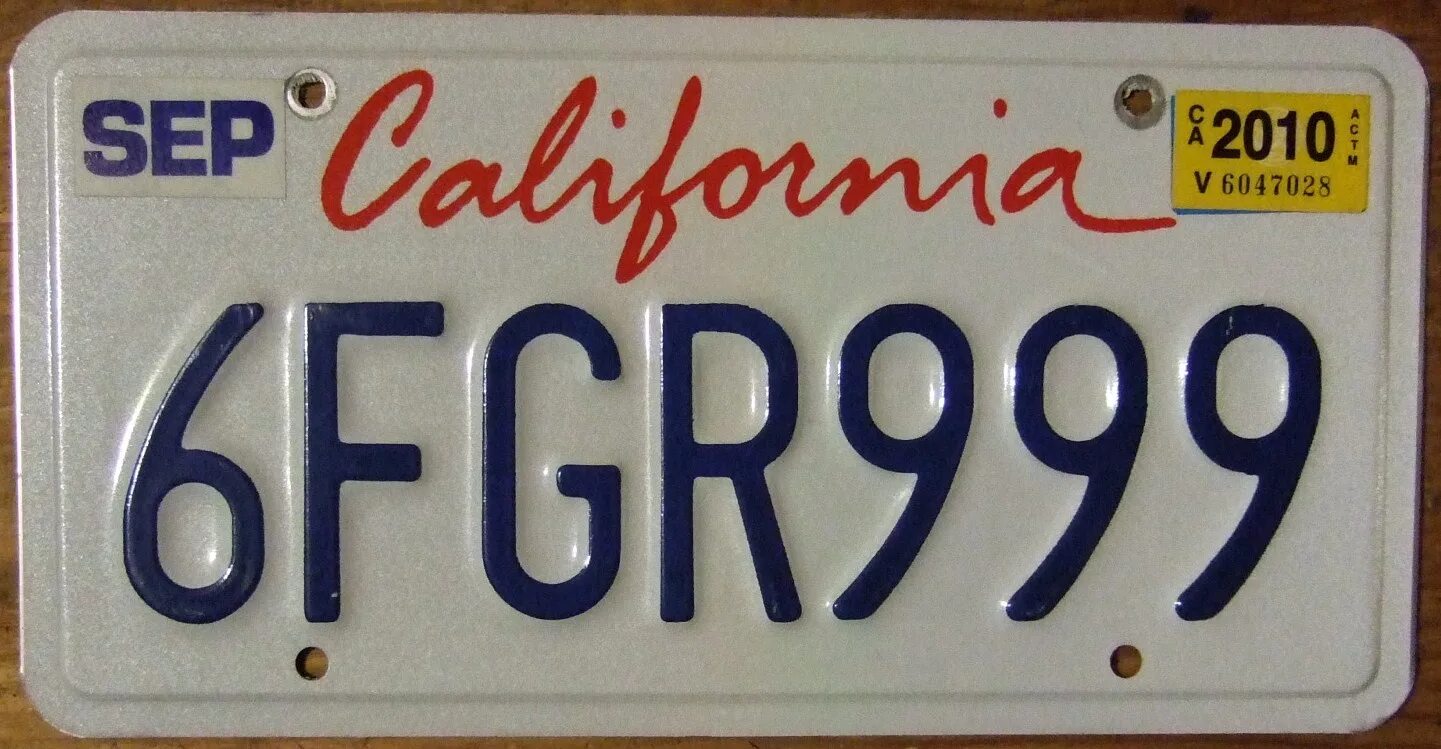 SEP
California
CA 2010 ACTM
V 6047028
6FGR999